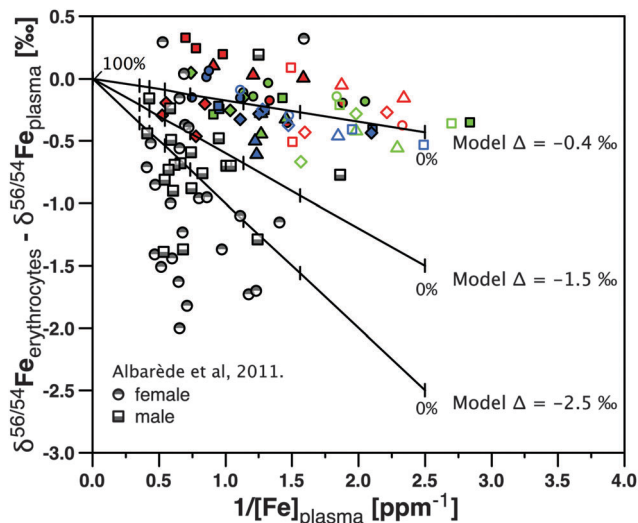 0.5
0.0
-0.5
-1.0
-1.5
-2.0
-2.5
-3.0
δ56/54Feerythrocytes - δ56/54Feplasma [‰]
100%
0%
Model Δ = −0.4 ‰
0%
Model Δ = −1.5 ‰
0%
Model Δ = −2.5 ‰
Albarède et al, 2011.
female
male
0.0 0.5 1.0 1.5 2.0 2.5 3.0 3.5 4.0
1/[Fe]plasma [ppm-1]